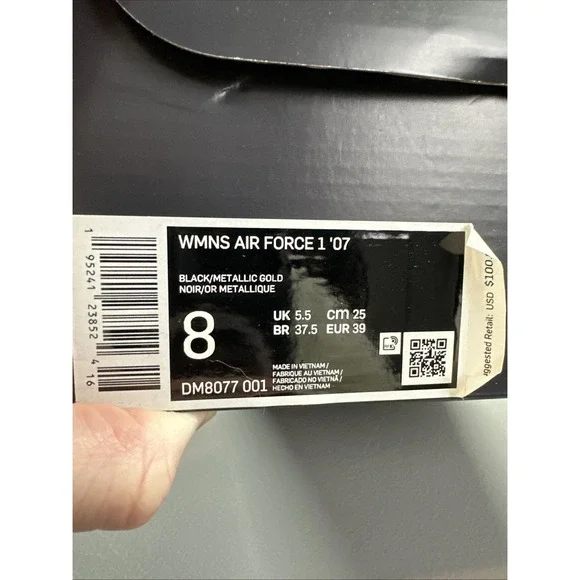 WMNS AIR FORCE 1 '07
BLACK/METALLIC GOLD
NOIR/OR METALLIQUE
8
UK 5.5 cm 25
BR 37.5 EUR 39
DM8077 001
MADE IN VIETNAM/
FABRIQUE AU VIETNAM/
FABRICADO NO VIETNÃ/
HECHO EN VIETNAM
1 95241 23852 4 16
uggested Retail: USD $100.